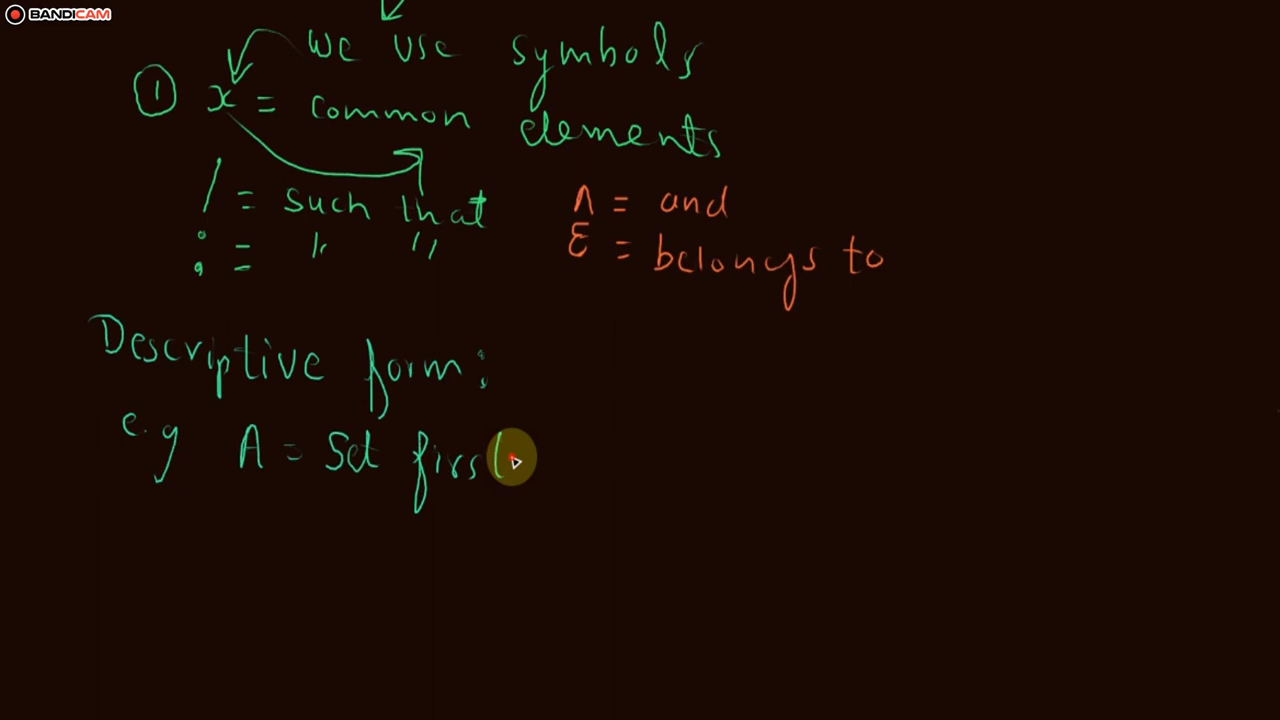 BANDICAM
we use symbols
① x = common elements
/ = such that
: = " "
∧ = and
∈ = belongs to
Descriptive form:
e.g A = Set first